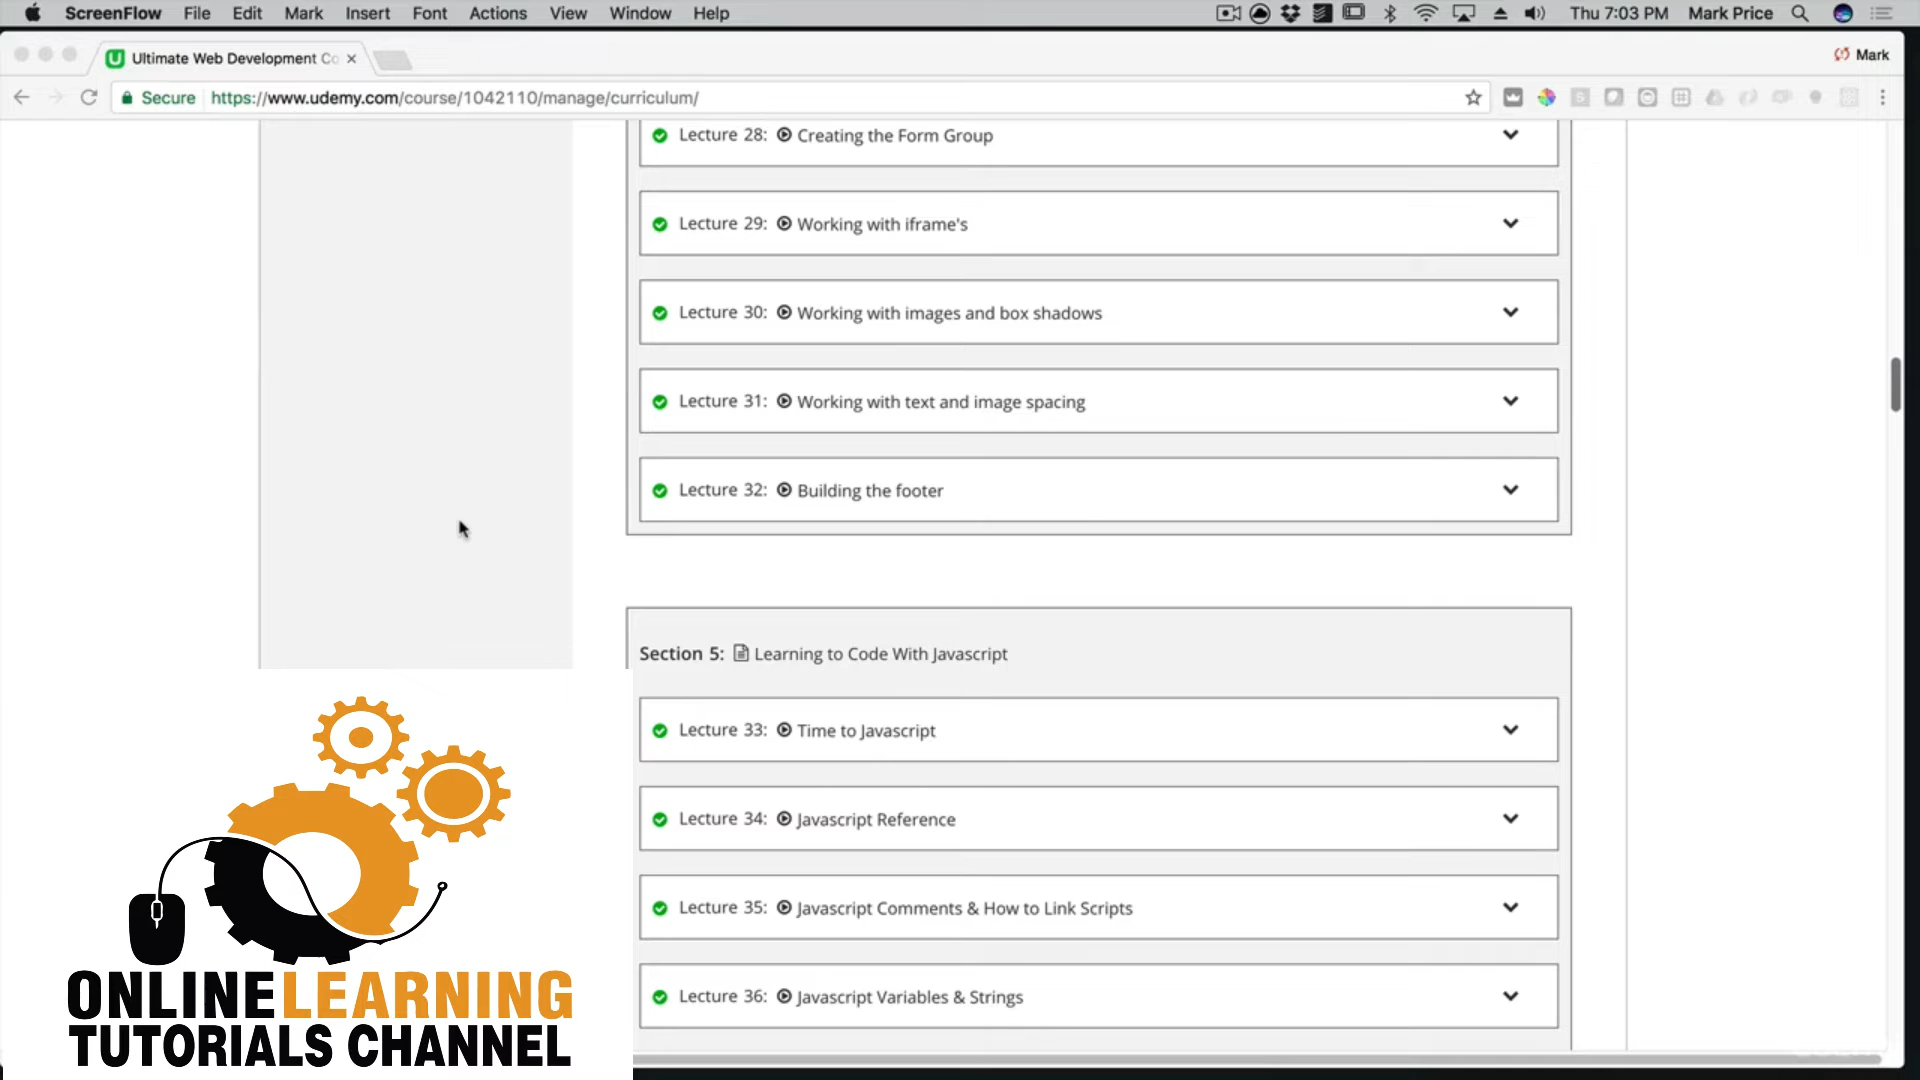 ScreenFlow File Edit Mark Insert Font Actions View Window Help Thu 7:03 PM Mark Price
Ultimate Web Development Co Mark
Secure https://www.udemy.com/course/1042110/manage/curriculum/
Lecture 28: Creating the Form Group
Lecture 29: Working with iframe's
Lecture 30: Working with images and box shadows
Lecture 31: Working with text and image spacing
Lecture 32: Building the footer
Section 5: Learning to Code With Javascript
Lecture 33: Time to Javascript
Lecture 34: Javascript Reference
Lecture 35: Javascript Comments & How to Link Scripts
Lecture 36: Javascript Variables & Strings
ONLINELEARNING
TUTORIALS CHANNEL